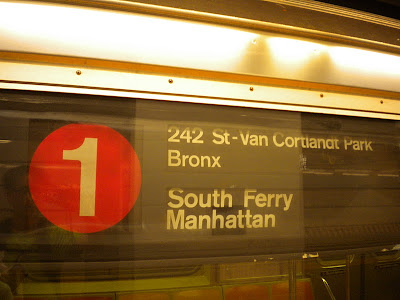 1
242 St-Van Cortlandt Park
Bronx
South Ferry
Manhattan